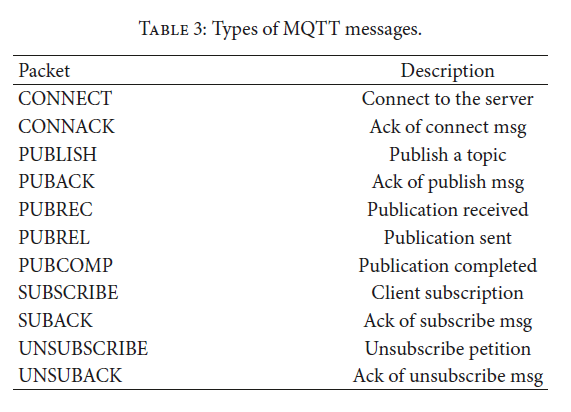 TABLE 3: Types of MQTT messages.
Packet Description
CONNECT Connect to the server
CONNACK Ack of connect msg
PUBLISH Publish a topic
PUBACK Ack of publish msg
PUBREC Publication received
PUBREL Publication sent
PUBCOMP Publication completed
SUBSCRIBE Client subscription
SUBACK Ack of subscribe msg
UNSUBSCRIBE Unsubscribe petition
UNSUBACK Ack of unsubscribe msg